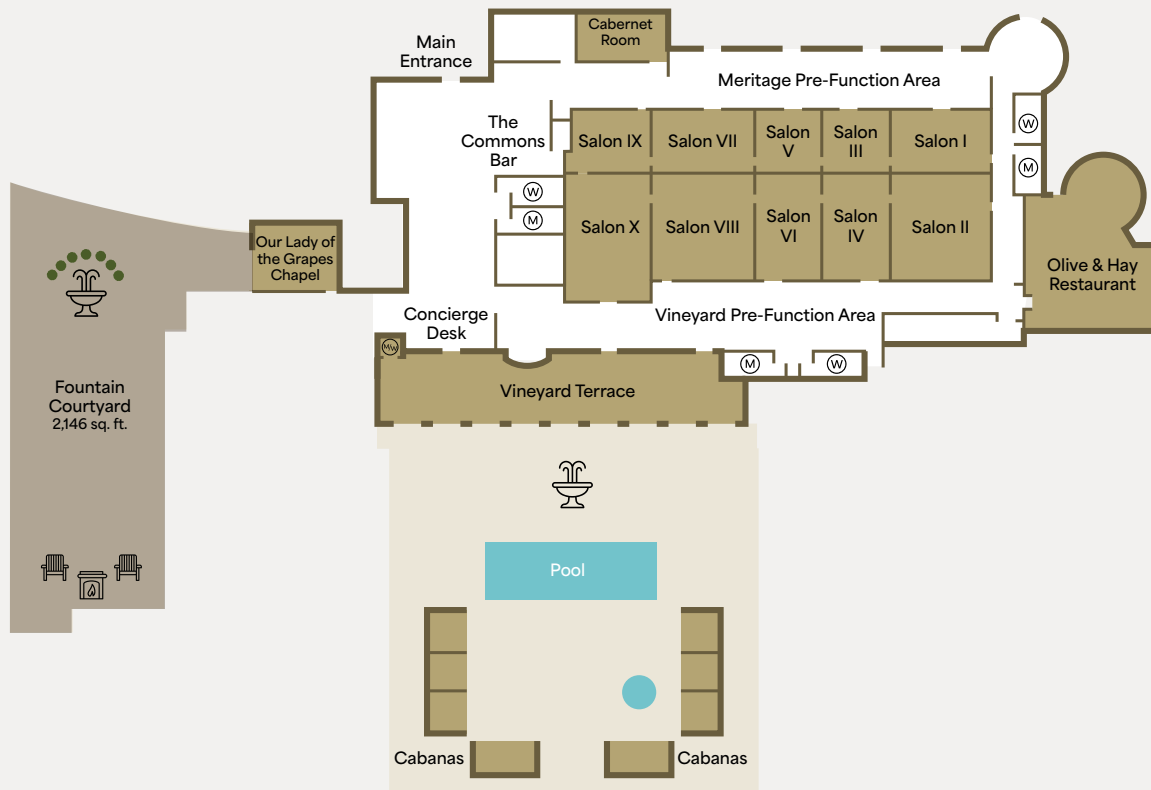 Cabernet
Room
Main
Entrance
Meritage Pre-Function Area
The
Commons
Bar
Salon IX
Salon VII
Salon
V
Salon
III
Salon I
W
M
W
M
Salon X
Salon VIII
Salon
VI
Salon
IV
Salon II
Our Lady of
the Grapes
Chapel
Olive & Hay
Restaurant
Concierge
Desk
Vineyard Pre-Function Area
M/W
M
W
Vineyard Terrace
Fountain
Courtyard
2,146 sq. ft.
Pool
Cabanas
Cabanas